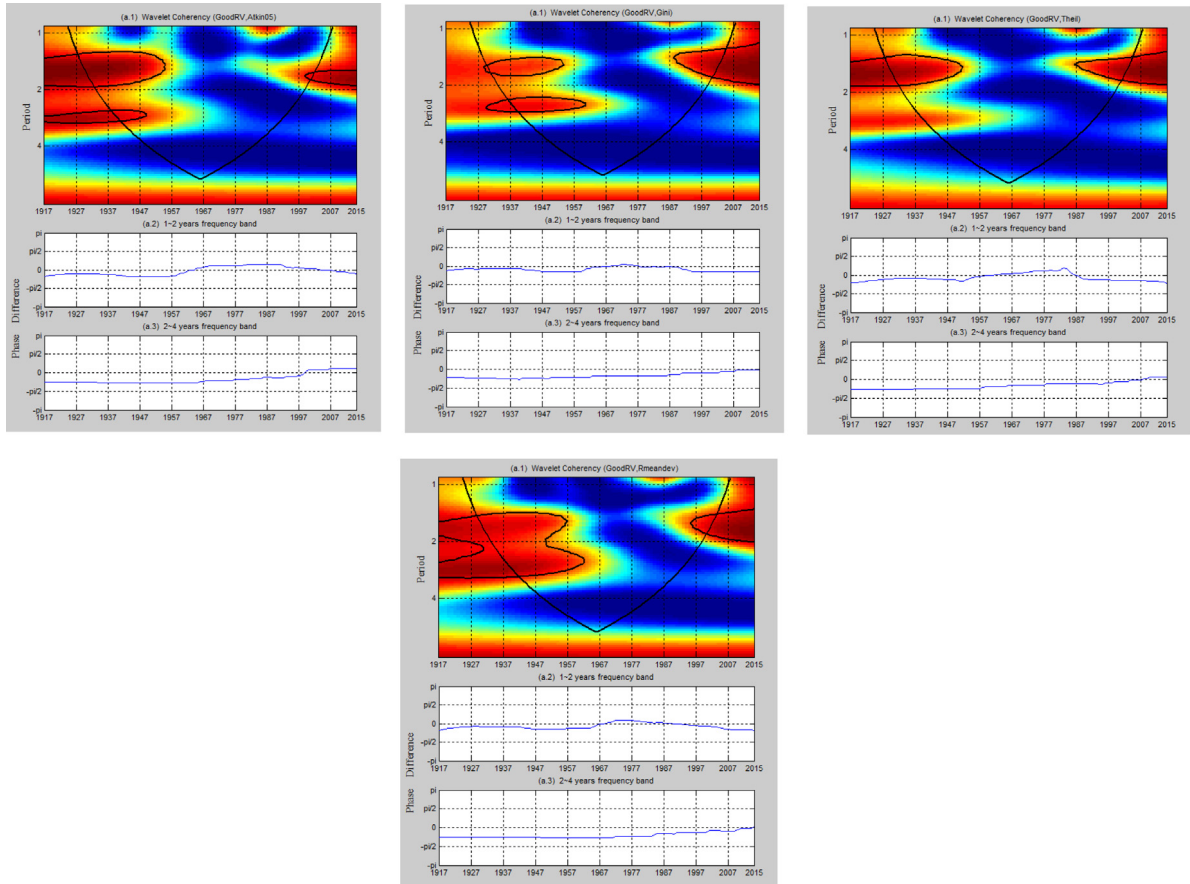 (a.1) Wavelet Coherency (GoodRV,Atkin05)
1
2
4
Period
1917 1927 1937 1947 1957 1967 1977 1987 1997 2007 2015
(a.2) 1~2 years frequency band
pi
pi/2
0
-pi/2
-pi
Difference
1917 1927 1937 1947 1957 1967 1977 1987 1997 2007 2015
(a.3) 2~4 years frequency band
pi
pi/2
0
-pi/2
-pi
Phase
1917 1927 1937 1947 1957 1967 1977 1987 1997 2007 2015
(a.1) Wavelet Coherency (GoodRV,Gini)
1
2
4
Period
1917 1927 1937 1947 1957 1967 1977 1987 1997 2007 2015
(a.2) 1~2 years frequency band
pi
pi/2
0
-pi/2
-pi
Difference
1917 1927 1937 1947 1957 1967 1977 1987 1997 2007 2015
(a.3) 2~4 years frequency band
pi
pi/2
0
-pi/2
-pi
Phase
1917 1927 1937 1947 1957 1967 1977 1987 1997 2007 2015
(a.1) Wavelet Coherency (GoodRV,Theil)
1
2
4
Period
1917 1927 1937 1947 1957 1967 1977 1987 1997 2007 2015
(a.2) 1~2 years frequency band
pi
pi/2
0
-pi/2
-pi
Difference
1917 1927 1937 1947 1957 1967 1977 1987 1997 2007 2015
(a.3) 2~4 years frequency band
pi
pi/2
0
-pi/2
-pi
Phase
1917 1927 1937 1947 1957 1967 1977 1987 1997 2007 2015
(a.1) Wavelet Coherency (GoodRV,Rmeandev)
1
2
4
Period
1917 1927 1937 1947 1957 1967 1977 1987 1997 2007 2015
(a.2) 1~2 years frequency band
pi
pi/2
0
-pi/2
-pi
Difference
1917 1927 1937 1947 1957 1967 1977 1987 1997 2007 2015
(a.3) 2~4 years frequency band
pi
pi/2
0
-pi/2
-pi
Phase
1917 1927 1937 1947 1957 1967 1977 1987 1997 2007 2015